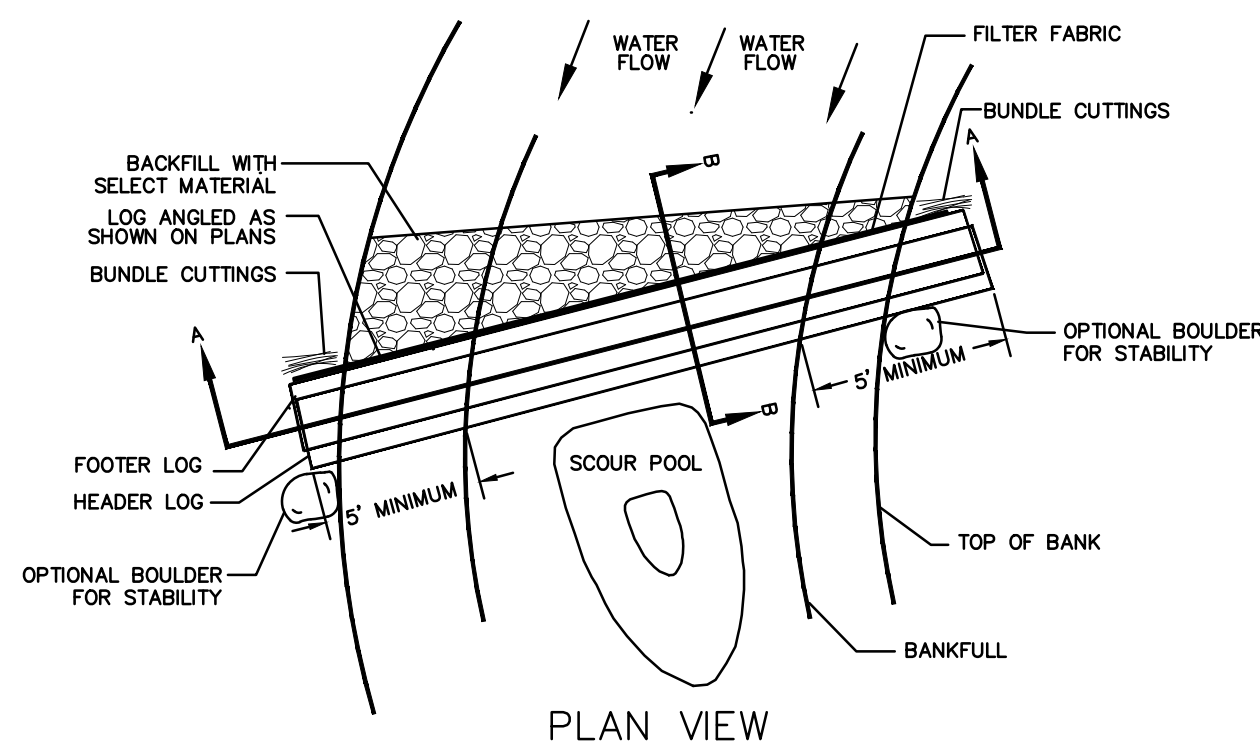 WATER
FLOW
WATER
FLOW
FILTER FABRIC
BUNDLE CUTTINGS
A
B
BACKFILL WITH
SELECT MATERIAL
LOG ANGLED AS
SHOWN ON PLANS
BUNDLE CUTTINGS
A
OPTIONAL BOULDER
FOR STABILITY
5' MINIMUM
B
FOOTER LOG
HEADER LOG
SCOUR POOL
5' MINIMUM
TOP OF BANK
OPTIONAL BOULDER
FOR STABILITY
BANKFULL
PLAN VIEW